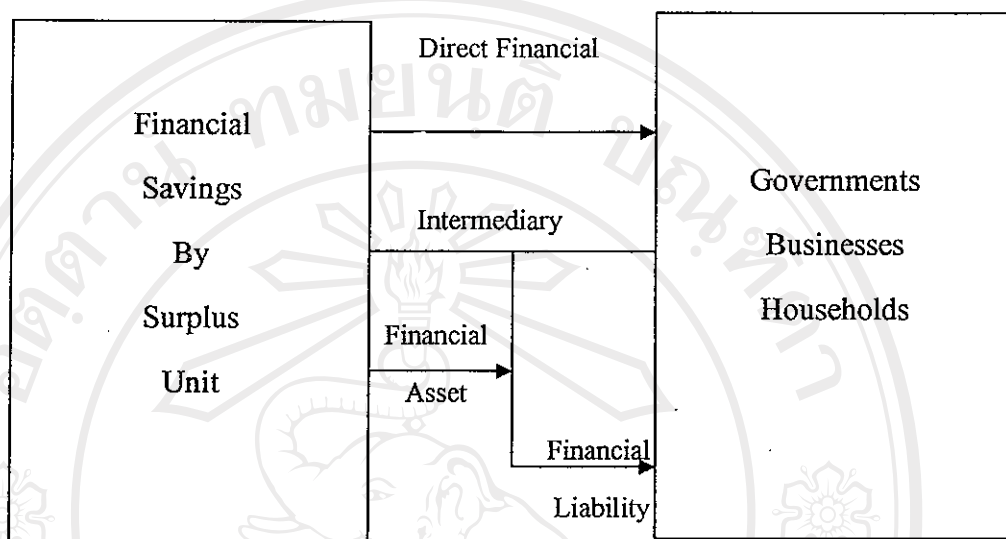 Direct Financial
Financial
Savings
By
Surplus
Unit
Intermediary
Financial
Asset
Financial
Liability
Governments
Businesses
Households